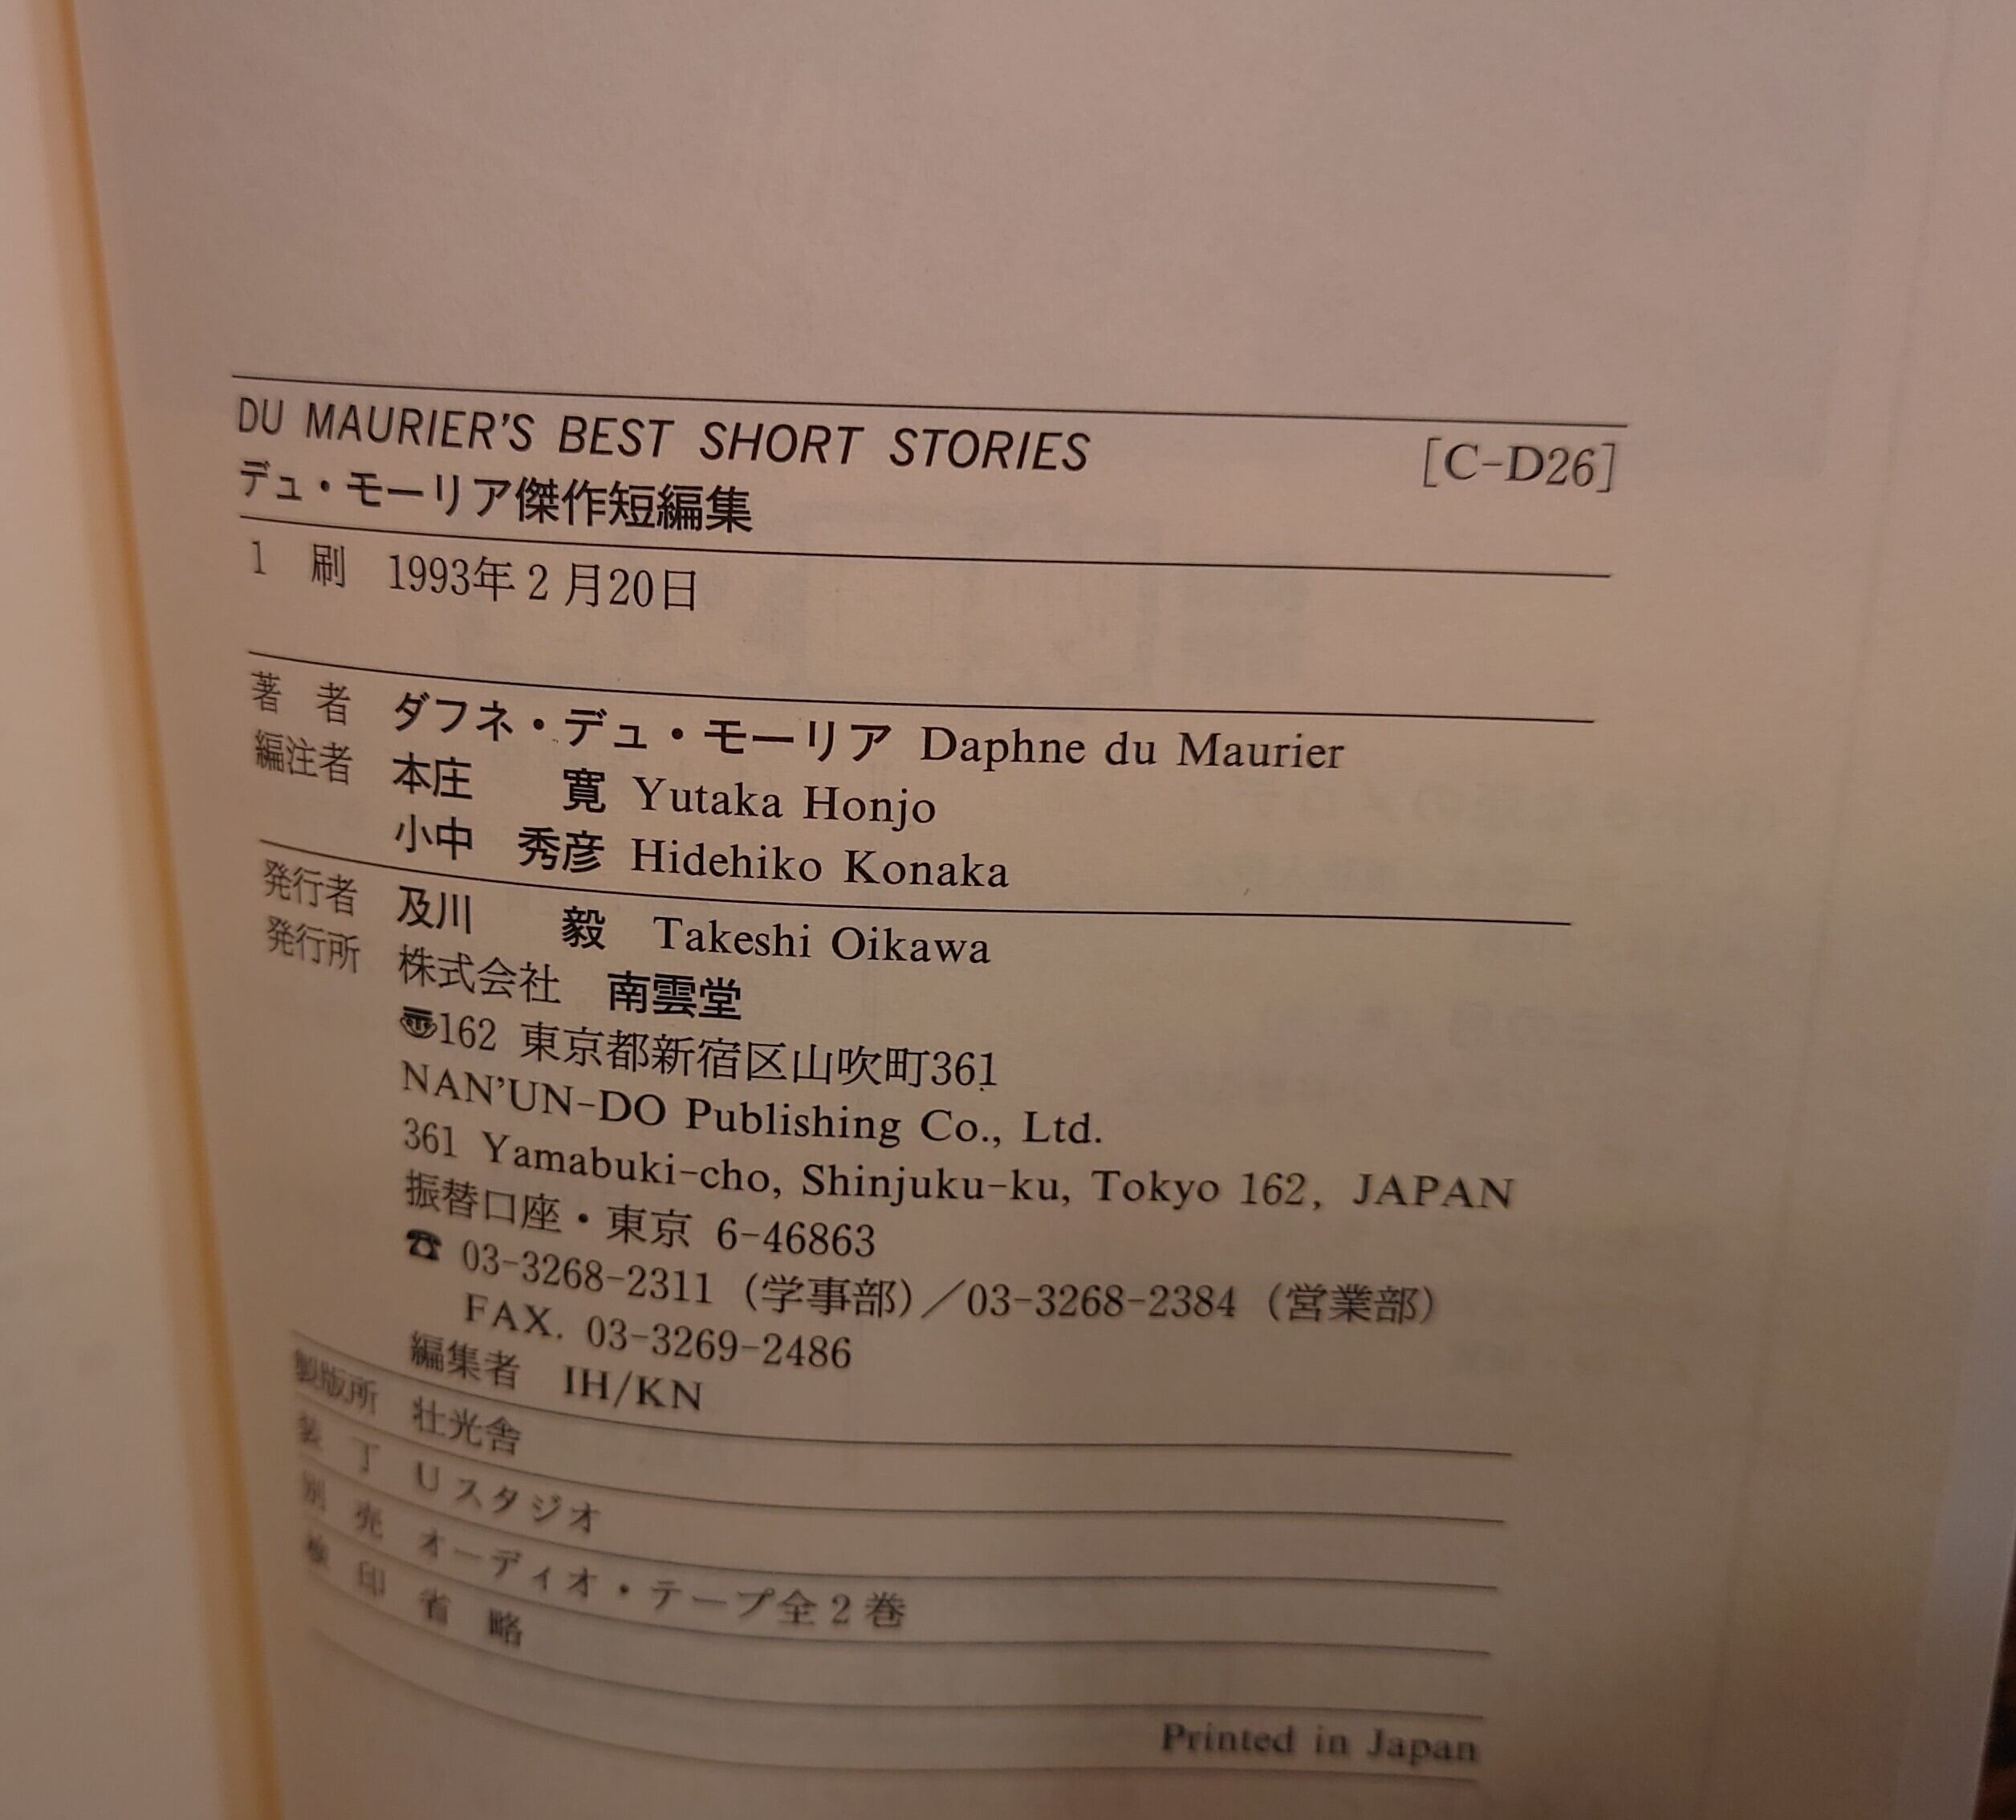 DU MAURIER'S BEST SHORT STORIES [C-D26]
デュ・モーリア傑作短編集
1 刷 1993年2月20日
著 者 ダフネ・デュ・モーリア Daphne du Maurier
編注者 本庄 寛 Yutaka Honjo
小中 秀彦 Hidehiko Konaka
発行者 及川 毅 Takeshi Oikawa
発行所 株式会社 南雲堂
〠162 東京都新宿区山吹町361
NAN'UN-DO Publishing Co., Ltd.
361 Yamabuki-cho, Shinjuku-ku, Tokyo 162, JAPAN
振替口座・東京 6-46863
☎ 03-3268-2311 (学事部)／03-3268-2384 (営業部)
FAX. 03-3269-2486
編集者 IH/KN
製版所 壮光舎
装 丁 Uスタジオ
別 売 オーディオ・テープ全2巻
検 印 省 略
Printed in Japan